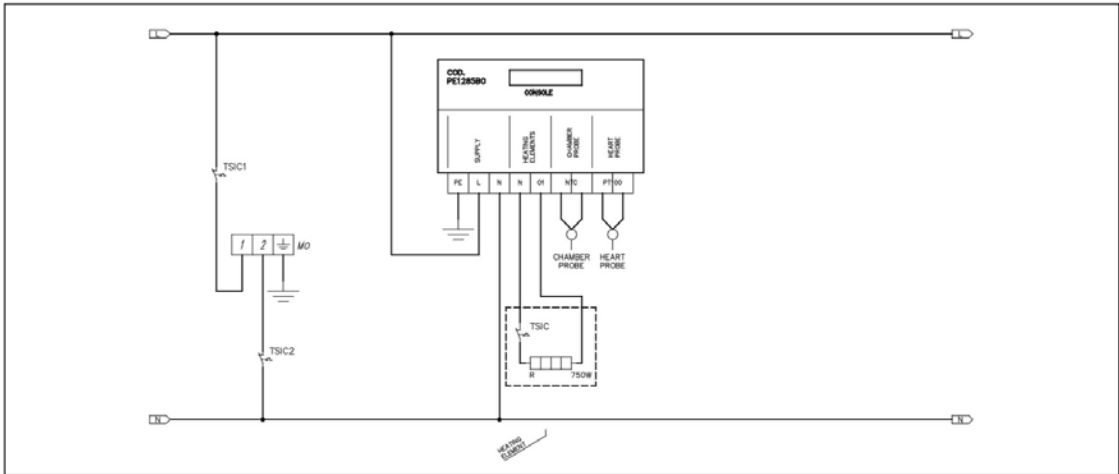 L
L
COD.
PE1285B0
CONSOLE
SUPPLY
HEATING
ELEMENTS
CHAMBER
PROBE
HEART
PROBE
PE L N N 01 NTC PT100
TSIC1
1 2 MO
CHAMBER
PROBE
HEART
PROBE
TSIC
R 750W
TSIC2
N
N
HEATING
ELEMENT